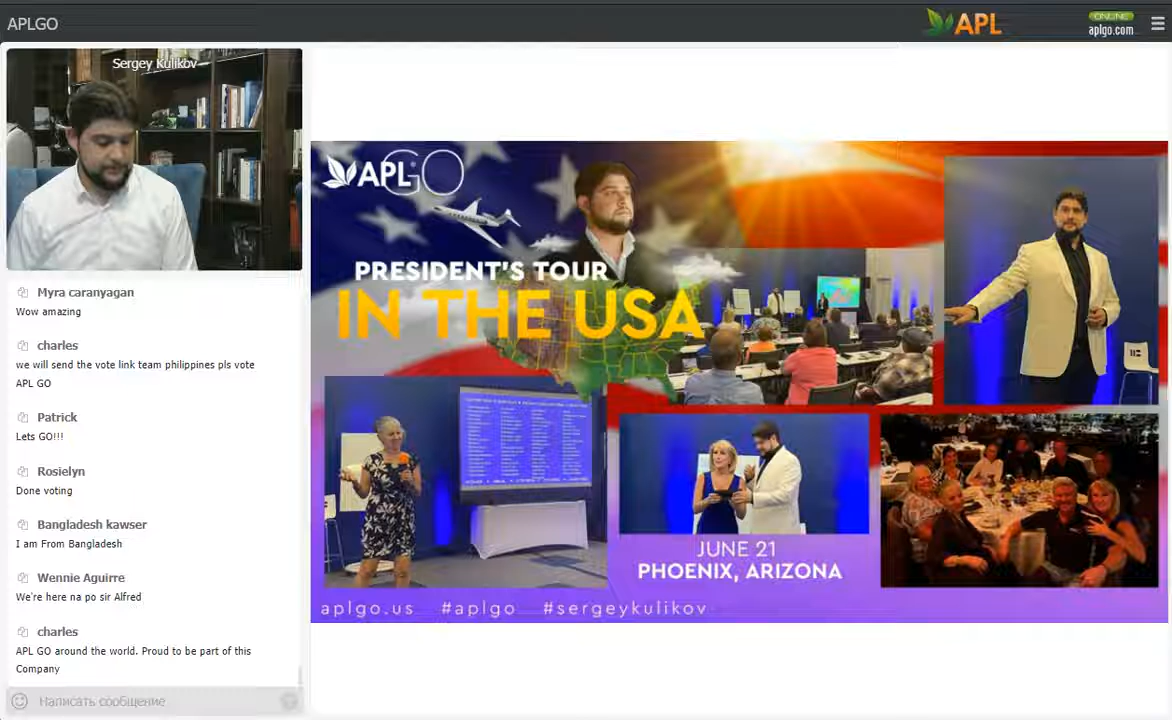 APLGO
APL
ONLINE
aplgo.com
Sergey Kulikov
Myra caranyagan
Wow amazing
charles
we will send the vote link team philippines pls vote
APL GO
Patrick
Lets GO!!!
Rosielyn
Done voting
Bangladesh kawser
I am From Bangladesh
Wennie Aguirre
We're here na po sir Alfred
charles
APL GO around the world. Proud to be part of this
Company
Написать сообщение
APLGO
PRESIDENT'S TOUR
IN THE USA
JUNE 21
PHOENIX, ARIZONA
aplgo.us #aplgo #sergeykulikov